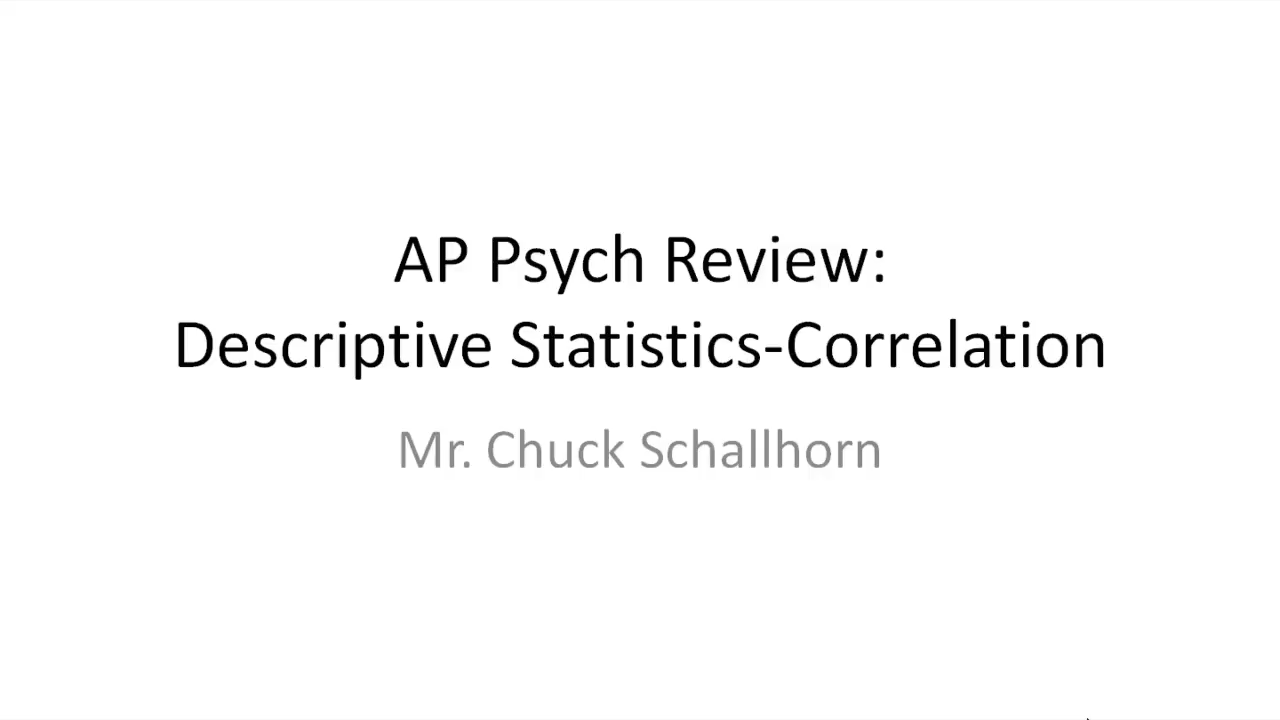 AP Psych Review:
Descriptive Statistics-Correlation
Mr. Chuck Schallhorn